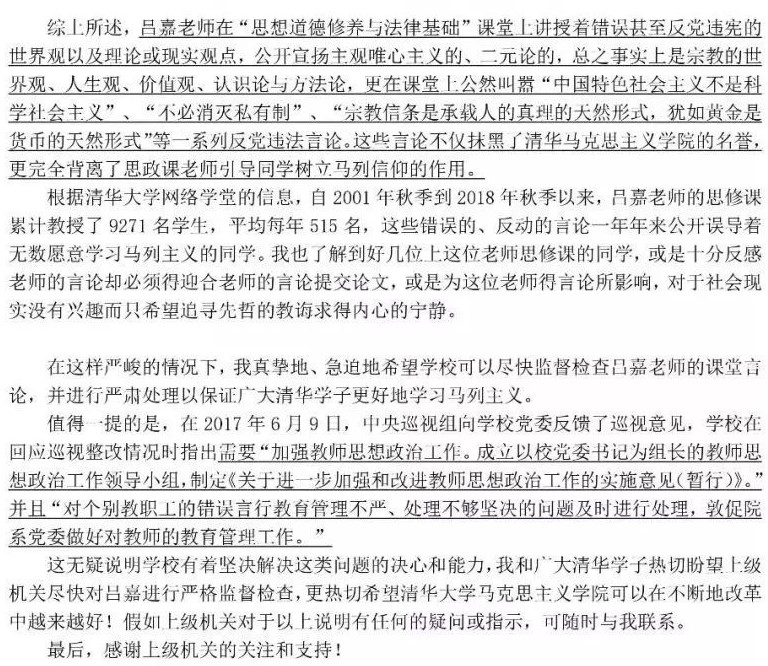 综上所述，吕嘉老师在“思想道德修养与法律基础”课堂上讲授着错误甚至反党违宪的
世界观以及理论或现实观点，公开宣扬主观唯心主义的、二元论的，总之事实上是宗教的世
界观、人生观、价值观、认识论与方法论，更在课堂上公然叫嚣“中国特色社会主义不是科
学社会主义”、“不必消灭私有制”、“宗教信条是承载人的真理的天然形式，犹如黄金是
货币的天然形式”等一系列反党违法言论。这些言论不仅抹黑了清华马克思主义学院的名誉，
更完全背离了思政课老师引导同学树立马列信仰的作用。
根据清华大学网络学堂的信息，自 2001 年秋季到 2018 年秋季以来，吕嘉老师的思修课
累计教授了 9271 名学生，平均每年 515 名，这些错误的、反动的言论一年年来公开误导着
无数愿意学习马列主义的同学。我也了解到好几位上这位老师思修课的同学，或是十分反感
老师的言论却必须得迎合老师的言论提交论文，或是为这位老师得言论所影响，对于社会现
实没有兴趣而只希望追寻先哲的教诲求得内心的宁静。
在这样严峻的情况下，我真挚地、急迫地希望学校可以尽快监督检查吕嘉老师的课堂言
论，并进行严肃处理以保证广大清华学子更好地学习马列主义。
值得一提的是，在 2017 年 6 月 9 日，中央巡视组向学校党委反馈了巡视意见，学校在
回应巡视整改情况时指出需要“加强教师思想政治工作。成立以校党委书记为组长的教师思
想政治工作领导小组，制定《关于进一步加强和改进教师思想政治工作的实施意见（暂行）》。”
并且“对个别教职工的错误言行教育管理不严、处理不够坚决的问题及时进行处理，敦促院
系党委做好对教师的教育管理工作。”
这无疑说明学校有着坚决解决这类问题的决心和能力，我和广大清华学子热切盼望上级
机关尽快对吕嘉进行严格监督检查，更热切希望清华大学马克思主义学院可以在不断地改革
中越来越好！假如上级机关对于以上说明有任何的疑问或指示，可随时与我联系。
最后，感谢上级机关的关注和支持！